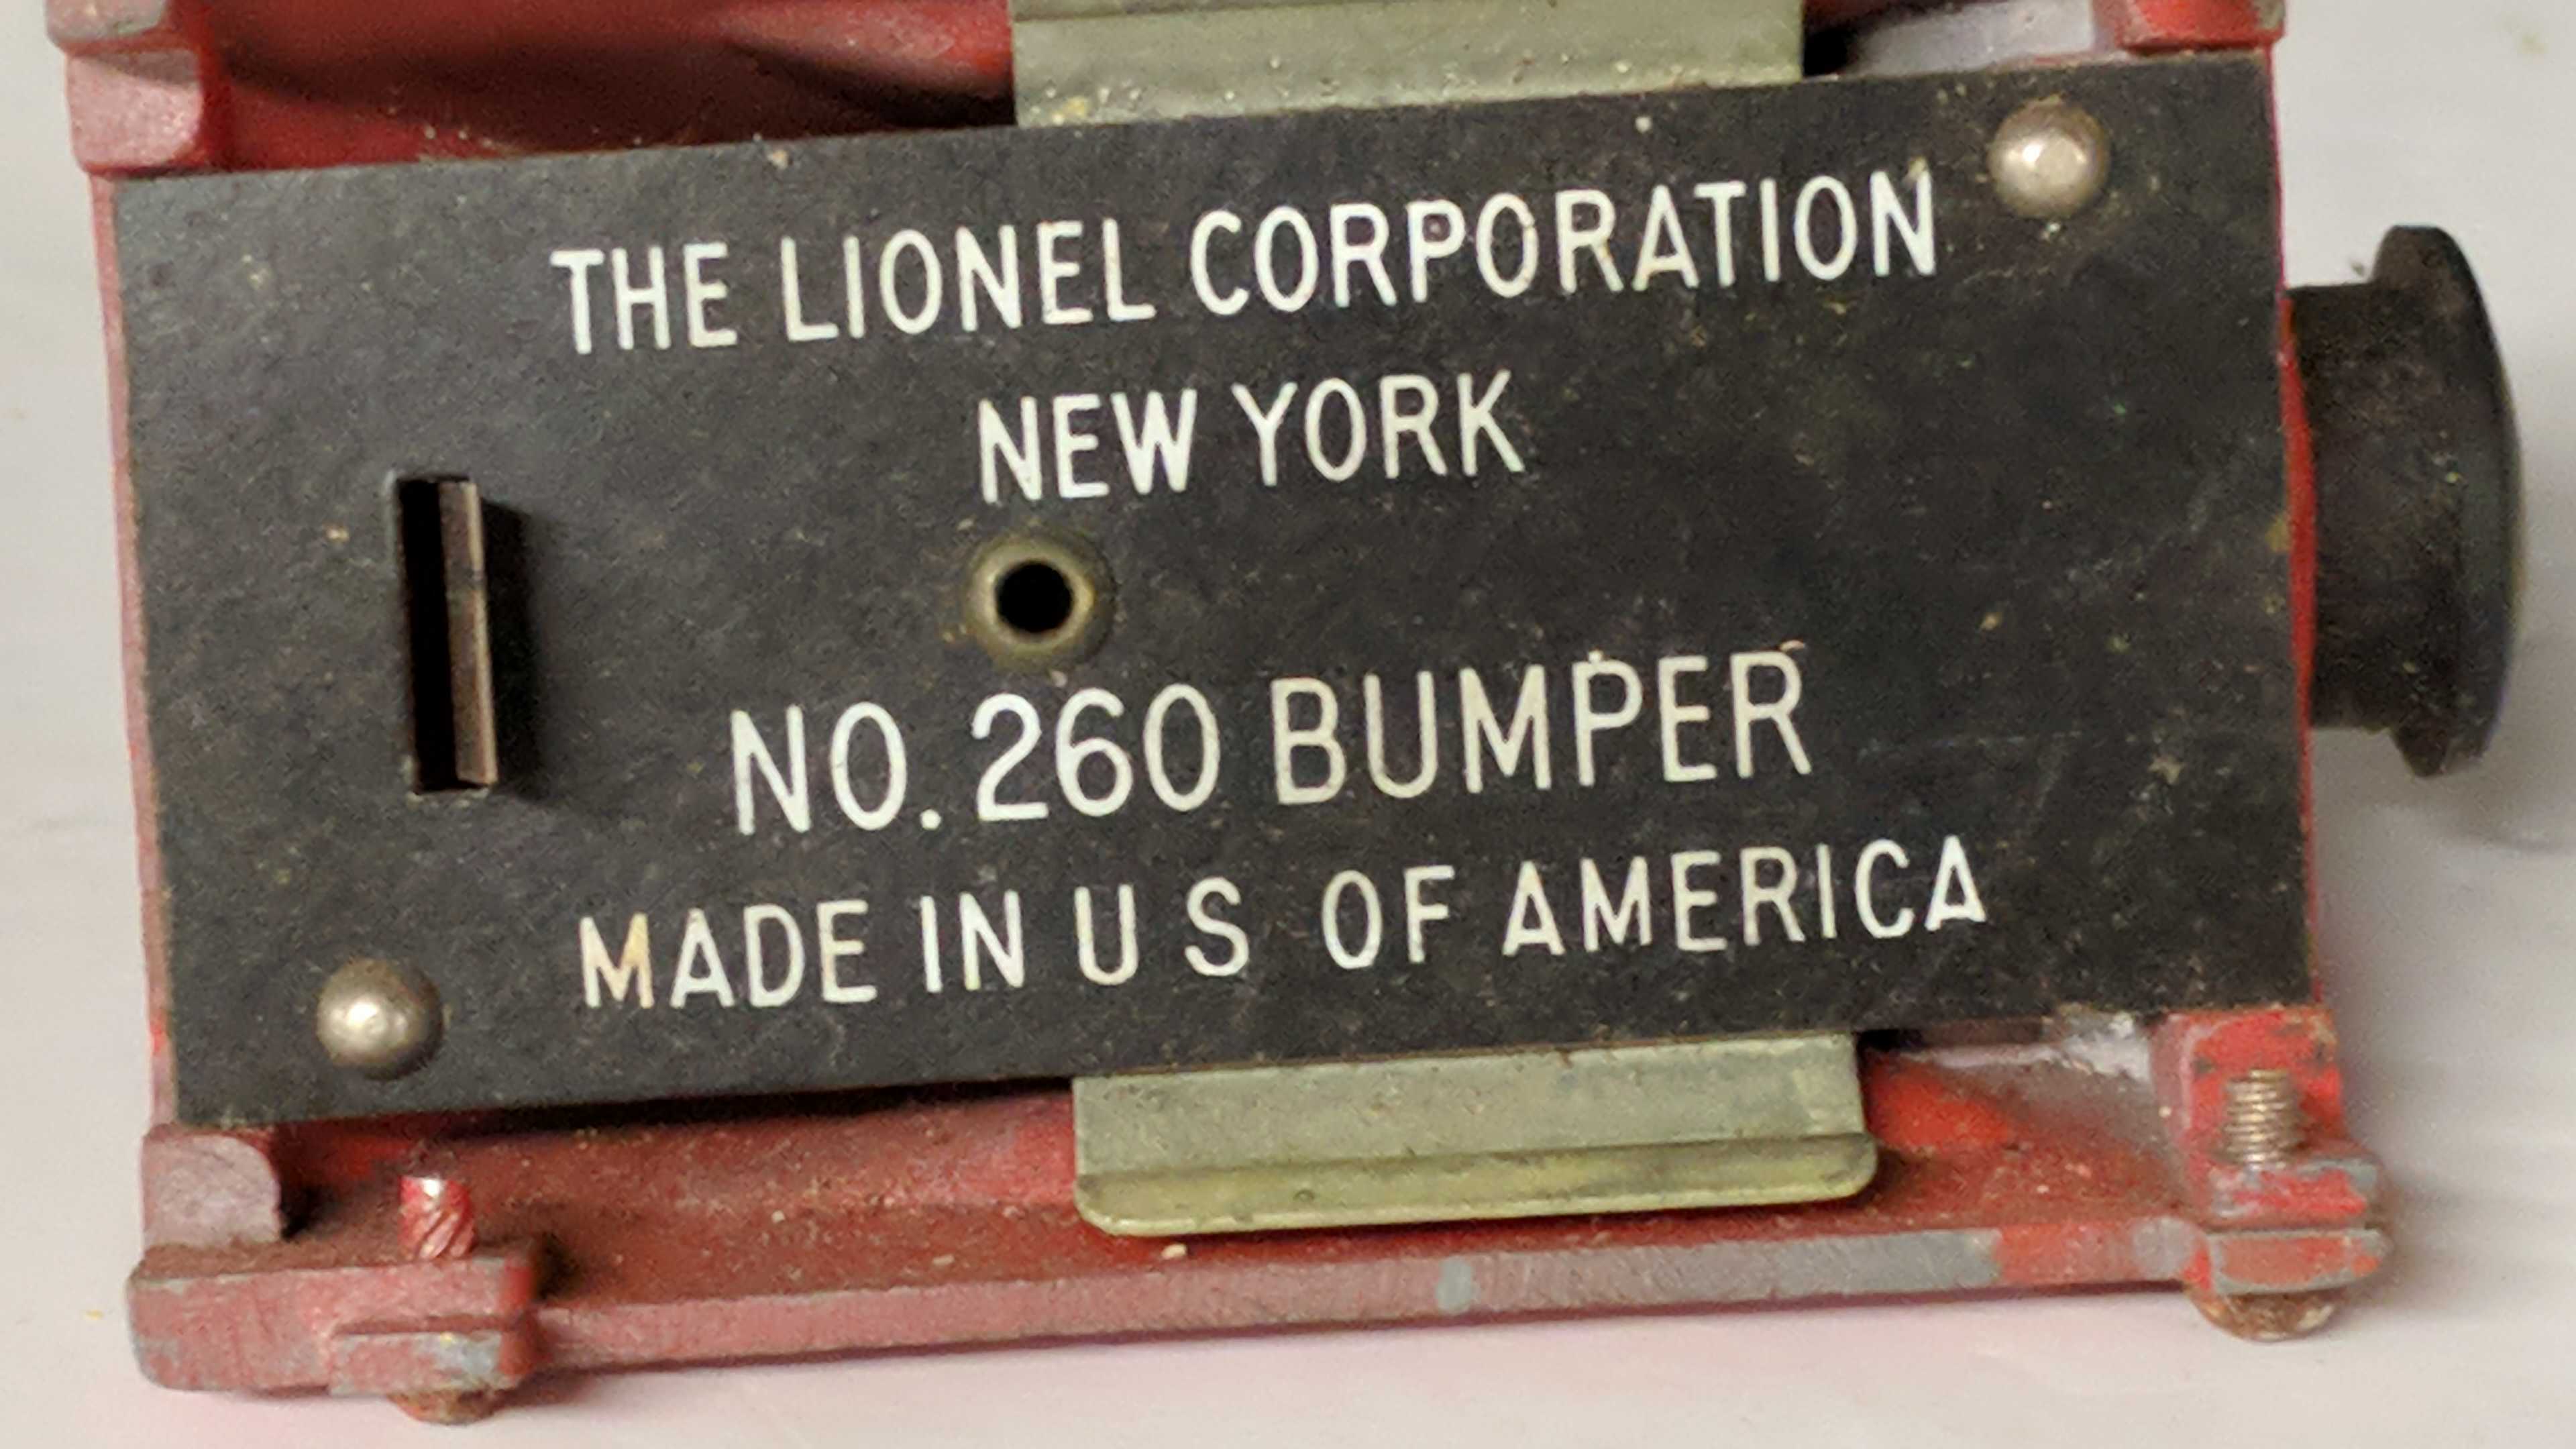 THE LIONEL CORPORATION
NEW YORK
NO. 260 BUMPER
MADE IN U S OF AMERICA